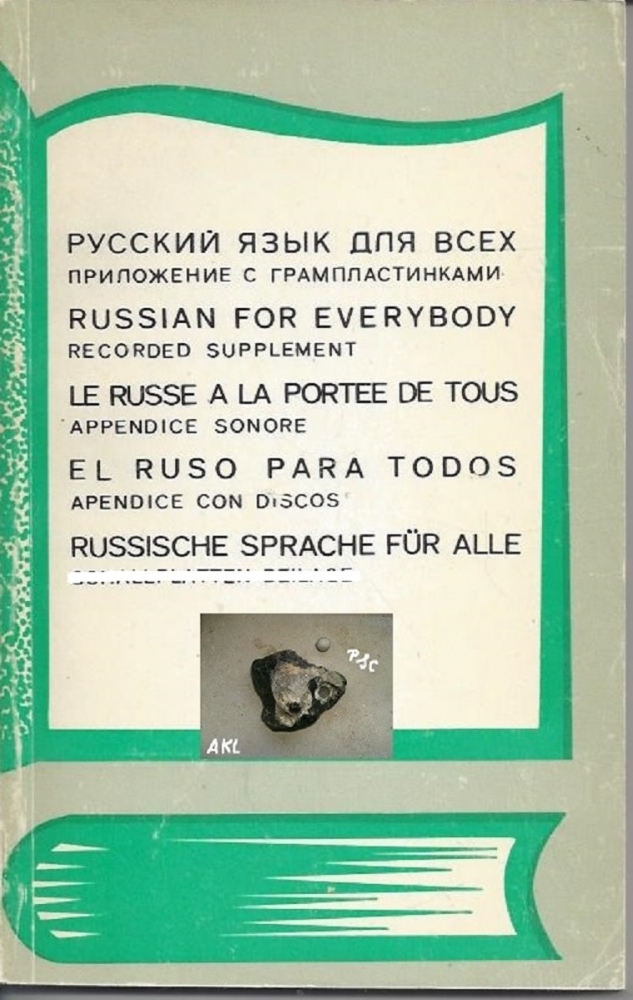 РУССКИЙ ЯЗЫК ДЛЯ ВСЕХ
ПРИЛОЖЕНИЕ С ГРАМПЛАСТИНКАМИ
RUSSIAN FOR EVERYBODY
RECORDED SUPPLEMENT
LE RUSSE A LA PORTEE DE TOUS
APPENDICE SONORE
EL RUSO PARA TODOS
APENDICE CON DiSCOS
RUSSISCHE SPRACHE FÜR ALLE
AKL